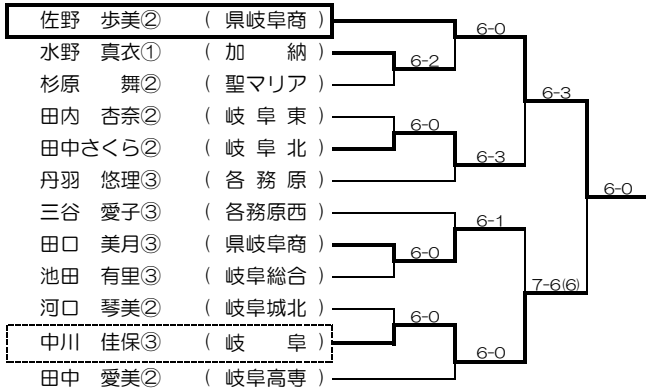 佐野 歩美② ( 県岐阜商 )
6-0
水野 真衣① ( 加 納 )
6-2
杉原 舞② ( 聖マリア )
6-3
田内 杏奈② ( 岐 阜 東 )
6-0
田中さくら② ( 岐 阜 北 )
6-3
丹羽 悠理③ ( 各 務 原 )
6-0
三谷 愛子③ ( 各務原西 )
6-1
田口 美月③ ( 県岐阜商 )
6-0
池田 有里③ ( 岐阜総合 )
7-6(6)
河口 琴美② ( 岐阜城北 )
6-0
中川 佳保③ ( 岐 阜 )
6-0
田中 愛美② ( 岐阜高専 )